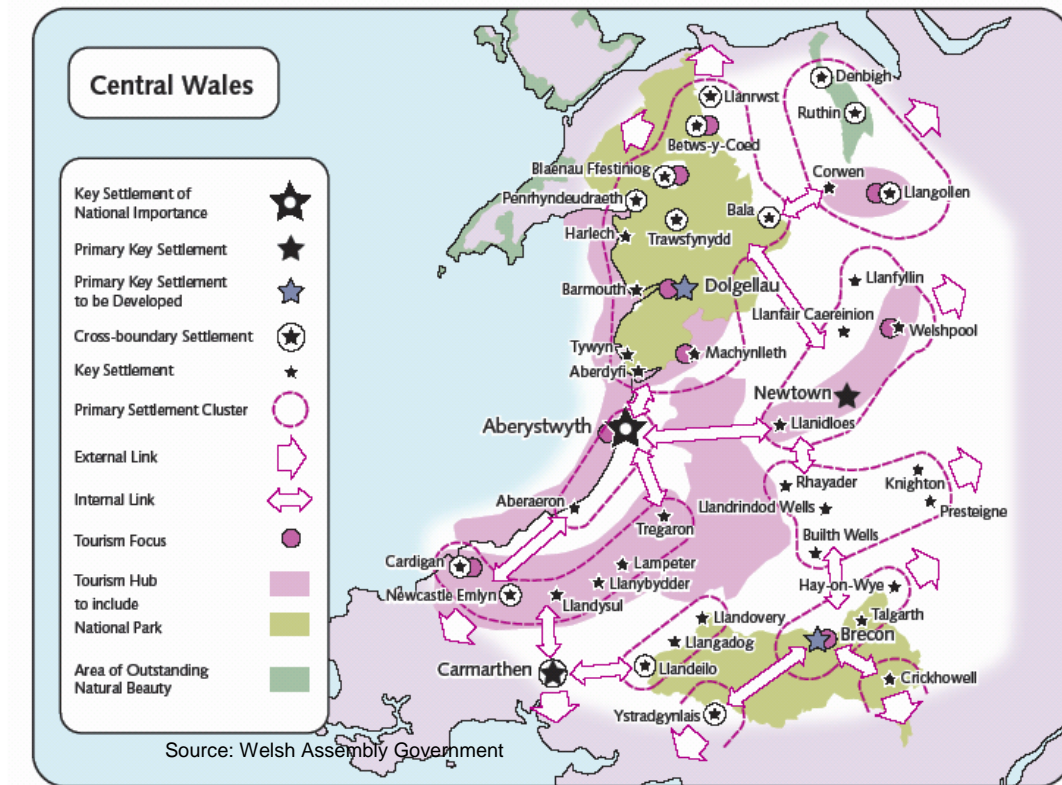 Central Wales
Key Settlement of
National Importance
Primary Key Settlement
Primary Key Settlement
to be Developed
Cross-boundary Settlement
Key Settlement
Primary Settlement Cluster
External Link
Internal Link
Tourism Focus
Tourism Hub
to include
National Park
Area of Outstanding
Natural Beauty
Source: Welsh Assembly Government
Denbigh
Llanrwst
Ruthin
Betws-y-Coed
Blaenau Ffestiniog
Corwen
Llangollen
Penrhyndeudraeth
Bala
Trawsfynydd
Harlech
Llanfyllin
Barmouth
Dolgellau
Llanfair Caereinion
Welshpool
Tywyn
Machynlleth
Aberdyfi
Newtown
Aberystwyth
Llanidloes
Rhayader
Knighton
Aberaeron
Llandrindod Wells
Presteigne
Tregaron
Builth Wells
Cardigan
Lampeter
Llanybydder
Hay-on-Wye
Newcastle Emlyn
Llandysul
Llandovery
Talgarth
Brecon
Llangadog
Carmarthen
Llandeilo
Crickhowell
Ystradgynlais